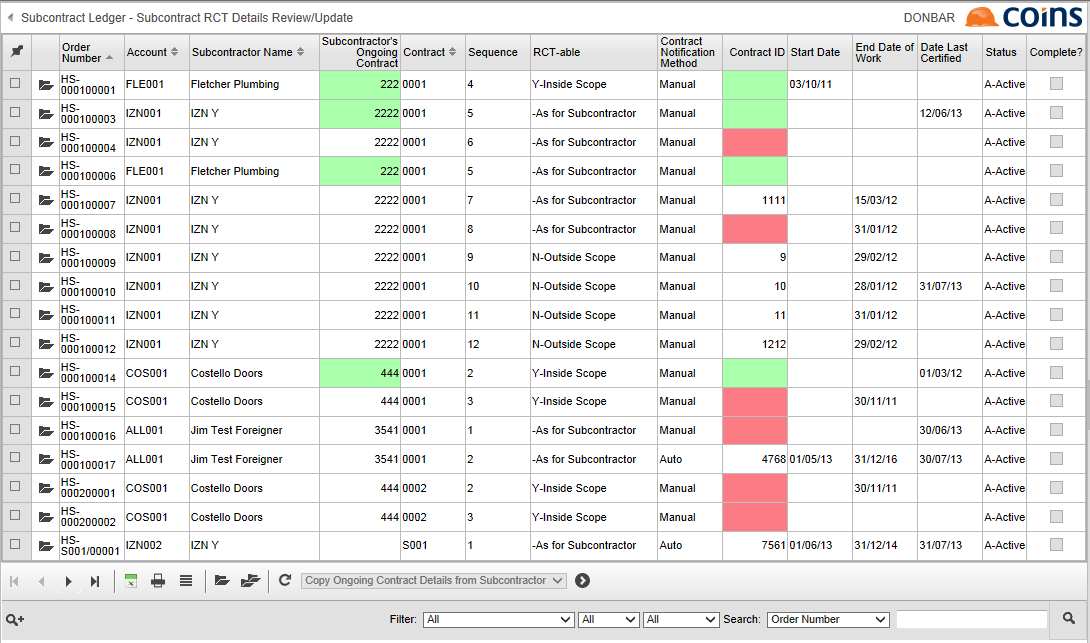 Subcontract Ledger - Subcontract RCT Details Review/Update DONBAR coins
Order Number Account Subcontractor Name Subcontractor's Ongoing Contract Contract Sequence RCT-able Contract Notification Method Contract ID Start Date End Date of Work Date Last Certified Status Complete?
HS-000100001 FLE001 Fletcher Plumbing 222 0001 4 Y-Inside Scope Manual 03/10/11 A-Active
HS-000100003 IZN001 IZN Y 2222 0001 5 -As for Subcontractor Manual 12/06/13 A-Active
HS-000100004 IZN001 IZN Y 2222 0001 6 -As for Subcontractor Manual A-Active
HS-000100006 FLE001 Fletcher Plumbing 222 0001 5 -As for Subcontractor Manual A-Active
HS-000100007 IZN001 IZN Y 2222 0001 7 -As for Subcontractor Manual 1111 15/03/12 A-Active
HS-000100008 IZN001 IZN Y 2222 0001 8 -As for Subcontractor Manual 31/01/12 A-Active
HS-000100009 IZN001 IZN Y 2222 0001 9 N-Outside Scope Manual 9 29/02/12 A-Active
HS-000100010 IZN001 IZN Y 2222 0001 10 N-Outside Scope Manual 10 28/01/12 31/07/13 A-Active
HS-000100011 IZN001 IZN Y 2222 0001 11 N-Outside Scope Manual 11 31/01/12 A-Active
HS-000100012 IZN001 IZN Y 2222 0001 12 N-Outside Scope Manual 1212 29/02/12 A-Active
HS-000100014 COS001 Costello Doors 444 0001 2 Y-Inside Scope Manual 01/03/12 A-Active
HS-000100015 COS001 Costello Doors 444 0001 3 Y-Inside Scope Manual 30/11/11 A-Active
HS-000100016 ALL001 Jim Test Foreigner 3541 0001 1 -As for Subcontractor Manual 30/06/13 A-Active
HS-000100017 ALL001 Jim Test Foreigner 3541 0001 2 -As for Subcontractor Auto 4768 01/05/13 31/12/16 30/07/13 A-Active
HS-000200001 COS001 Costello Doors 444 0002 2 Y-Inside Scope Manual 30/11/11 A-Active
HS-000200002 COS001 Costello Doors 444 0002 3 Y-Inside Scope Manual A-Active
HS-S001/00001 IZN002 IZN Y S001 1 -As for Subcontractor Auto 7561 01/06/13 31/12/14 31/07/13 A-Active
Copy Ongoing Contract Details from Subcontractor
Filter: All All All Search: Order Number